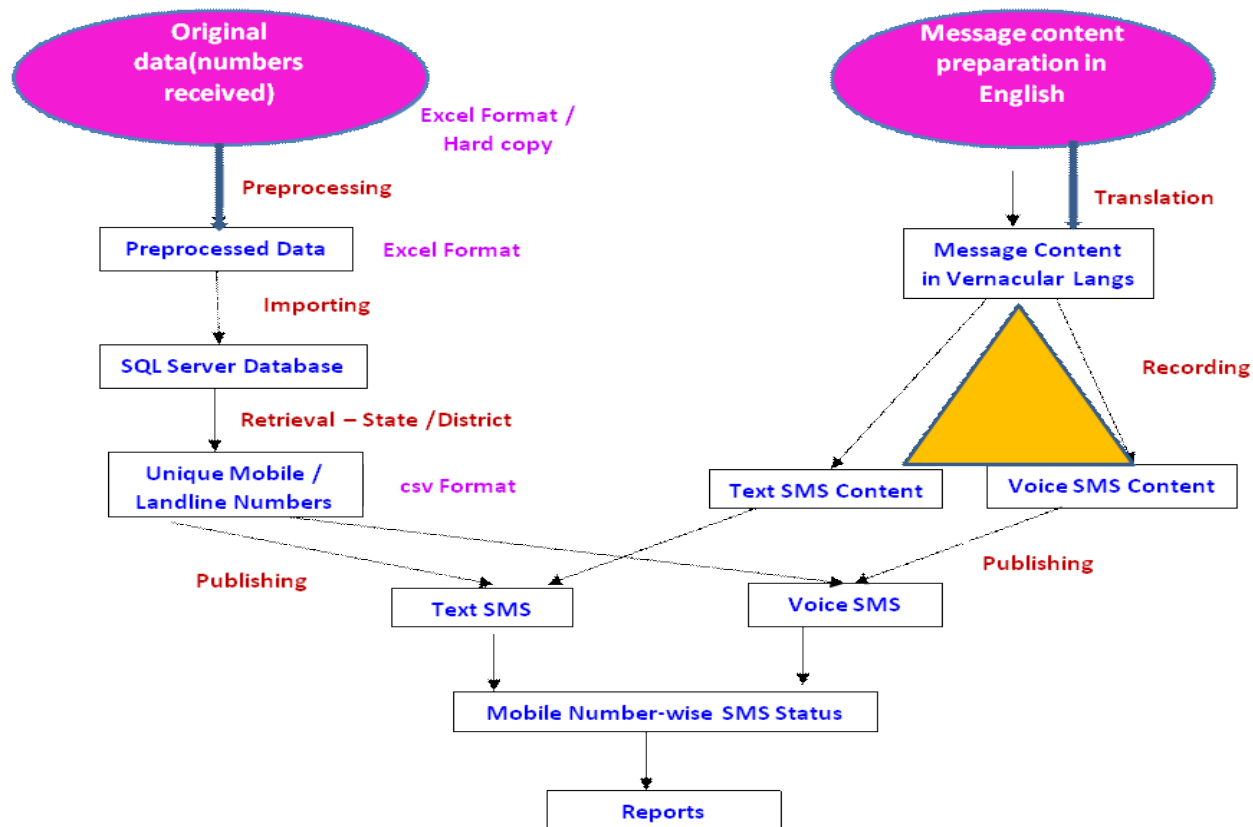 Original
data(numbers
received)
Message content
preparation in
English
Excel Format /
Hard copy
Preprocessing
Translation
Preprocessed Data
Excel Format
Message Content
in Vernacular Langs
Importing
SQL Server Database
Recording
Retrieval – State /District
Unique Mobile /
Landline Numbers
csv Format
Text SMS Content
Voice SMS Content
Publishing
Publishing
Text SMS
Voice SMS
Mobile Number-wise SMS Status
Reports